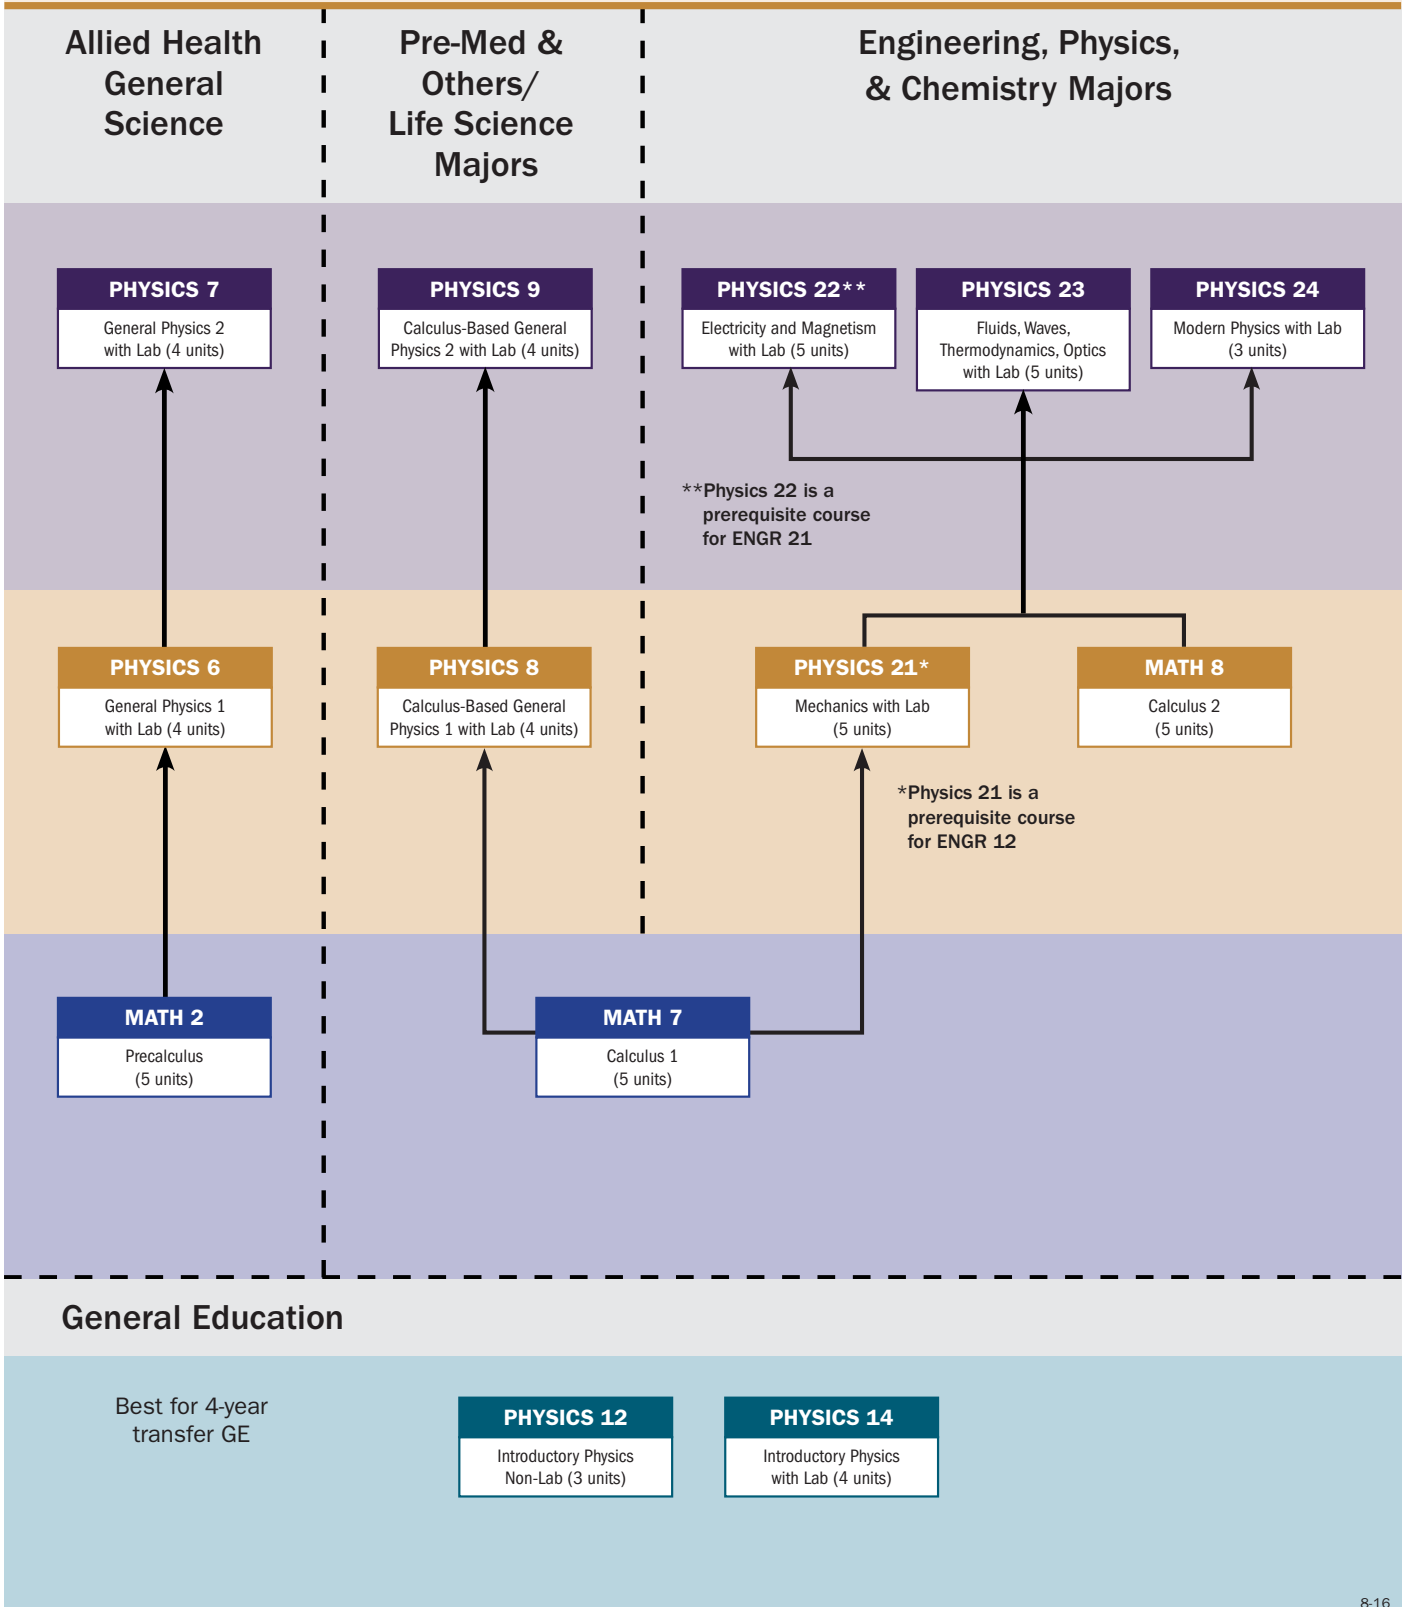 Allied Health
General
Science
Pre-Med &
Others/
Life Science
Majors
Engineering, Physics,
& Chemistry Majors
PHYSICS 7
General Physics 2
with Lab (4 units)
PHYSICS 9
Calculus-Based General
Physics 2 with Lab (4 units)
PHYSICS 22**
Electricity and Magnetism
with Lab (5 units)
PHYSICS 23
Fluids, Waves,
Thermodynamics, Optics
with Lab (5 units)
PHYSICS 24
Modern Physics with Lab
(3 units)
**Physics 22 is a
prerequisite course
for ENGR 21
PHYSICS 6
General Physics 1
with Lab (4 units)
PHYSICS 8
Calculus-Based General
Physics 1 with Lab (4 units)
PHYSICS 21*
Mechanics with Lab
(5 units)
MATH 8
Calculus 2
(5 units)
*Physics 21 is a
prerequisite course
for ENGR 12
MATH 2
Precalculus
(5 units)
MATH 7
Calculus 1
(5 units)
General Education
Best for 4-year
transfer GE
PHYSICS 12
Introductory Physics
Non-Lab (3 units)
PHYSICS 14
Introductory Physics
with Lab (4 units)
8-16